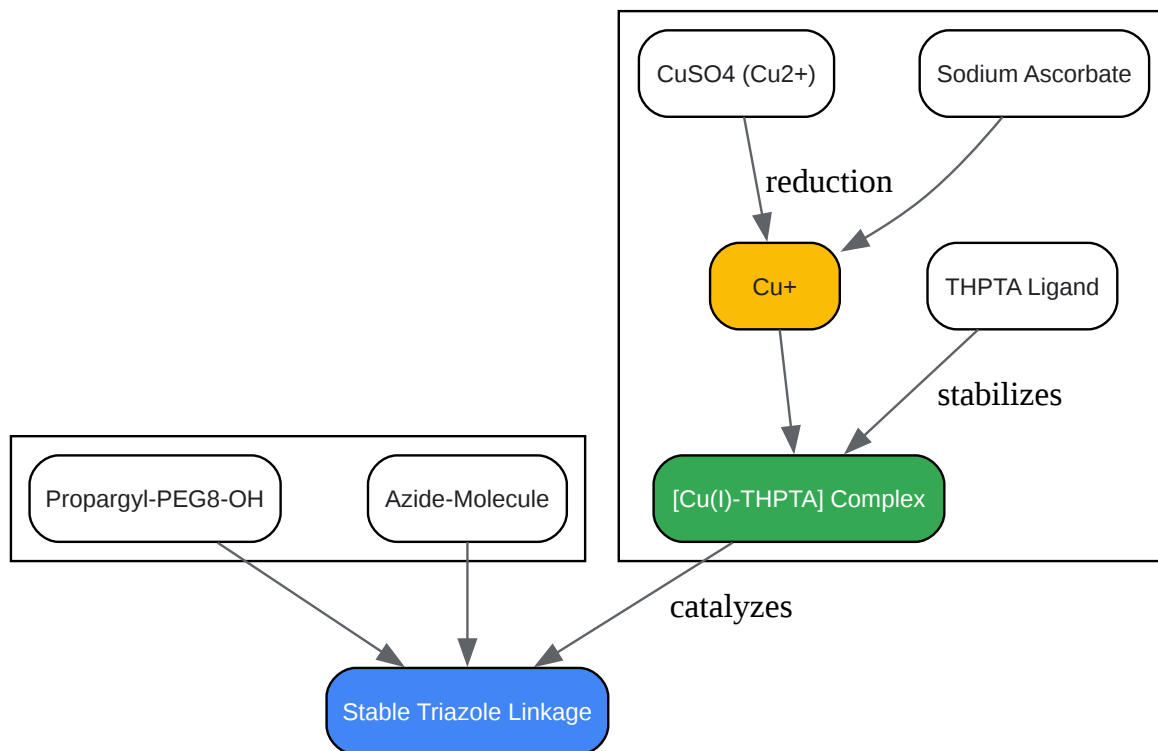 CuSO4 (Cu2+)
Sodium Ascorbate
reduction
Cu+
THPTA Ligand
stabilizes
Propargyl-PEG8-OH
Azide-Molecule
[Cu(I)-THPTA] Complex
catalyzes
Stable Triazole Linkage